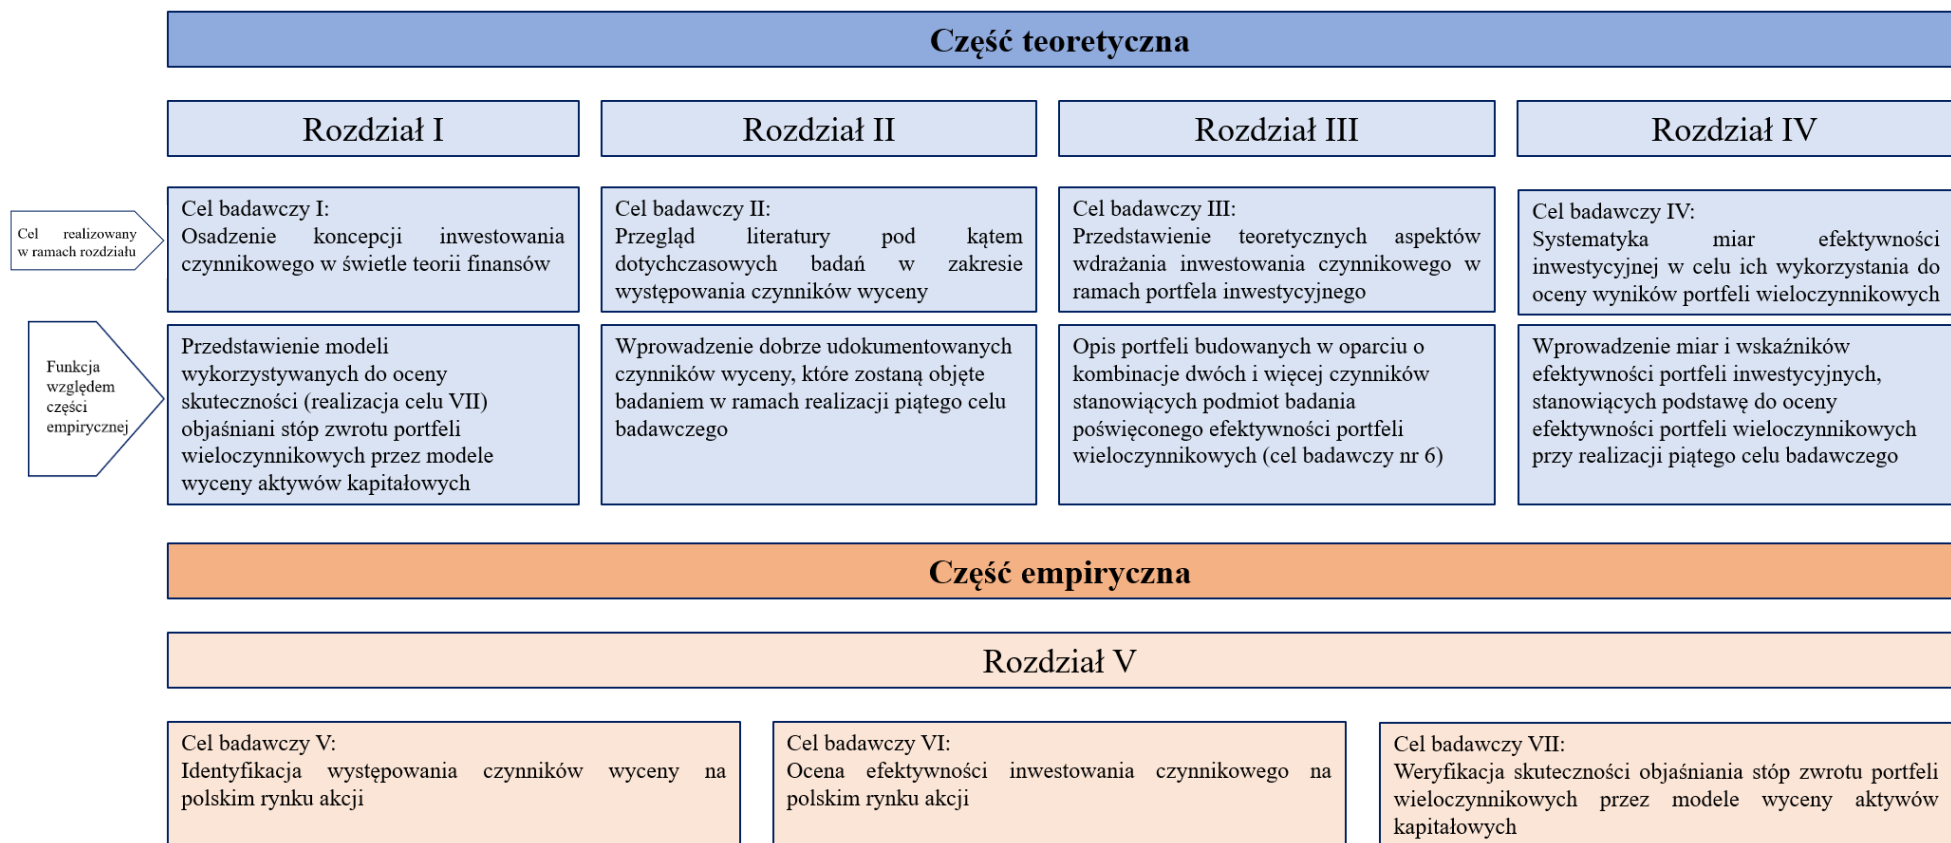 Część teoretyczna
Rozdział I
Rozdział II
Rozdział III
Rozdział IV
Cel realizowany
w ramach rozdziału
Cel badawczy I:
Osadzenie koncepcji inwestowania
czynnikowego w świetle teorii finansów
Cel badawczy II:
Przegląd literatury pod kątem
dotychczasowych badań w zakresie
występowania czynników wyceny
Cel badawczy III:
Przedstawienie teoretycznych aspektów
wdrażania inwestowania czynnikowego w
ramach portfela inwestycyjnego
Cel badawczy IV:
Systematyka miar efektywności
inwestycyjnej w celu ich wykorzystania do
oceny wyników portfeli wieloczynnikowych
Funkcja
względem
części
empirycznej
Przedstawienie modeli
wykorzystywanych do oceny
skuteczności (realizacja celu VII)
objaśniani stóp zwrotu portfeli
wieloczynnikowych przez modele
wyceny aktywów kapitałowych
Wprowadzenie dobrze udokumentowanych
czynników wyceny, które zostaną objęte
badaniem w ramach realizacji piątego celu
badawczego
Opis portfeli budowanych w oparciu o
kombinacje dwóch i więcej czynników
stanowiących podmiot badania
poświęconego efektywności portfeli
wieloczynnikowych (cel badawczy nr 6)
Wprowadzenie miar i wskaźników
efektywności portfeli inwestycyjnych,
stanowiących podstawę do oceny
efektywności portfeli wieloczynnikowych
przy realizacji piątego celu badawczego
Część empiryczna
Rozdział V
Cel badawczy V:
Identyfikacja występowania czynników wyceny na
polskim rynku akcji
Cel badawczy VI:
Ocena efektywności inwestowania czynnikowego na
polskim rynku akcji
Cel badawczy VII:
Weryfikacja skuteczności objaśniania stóp zwrotu portfeli
wieloczynnikowych przez modele wyceny aktywów
kapitałowych